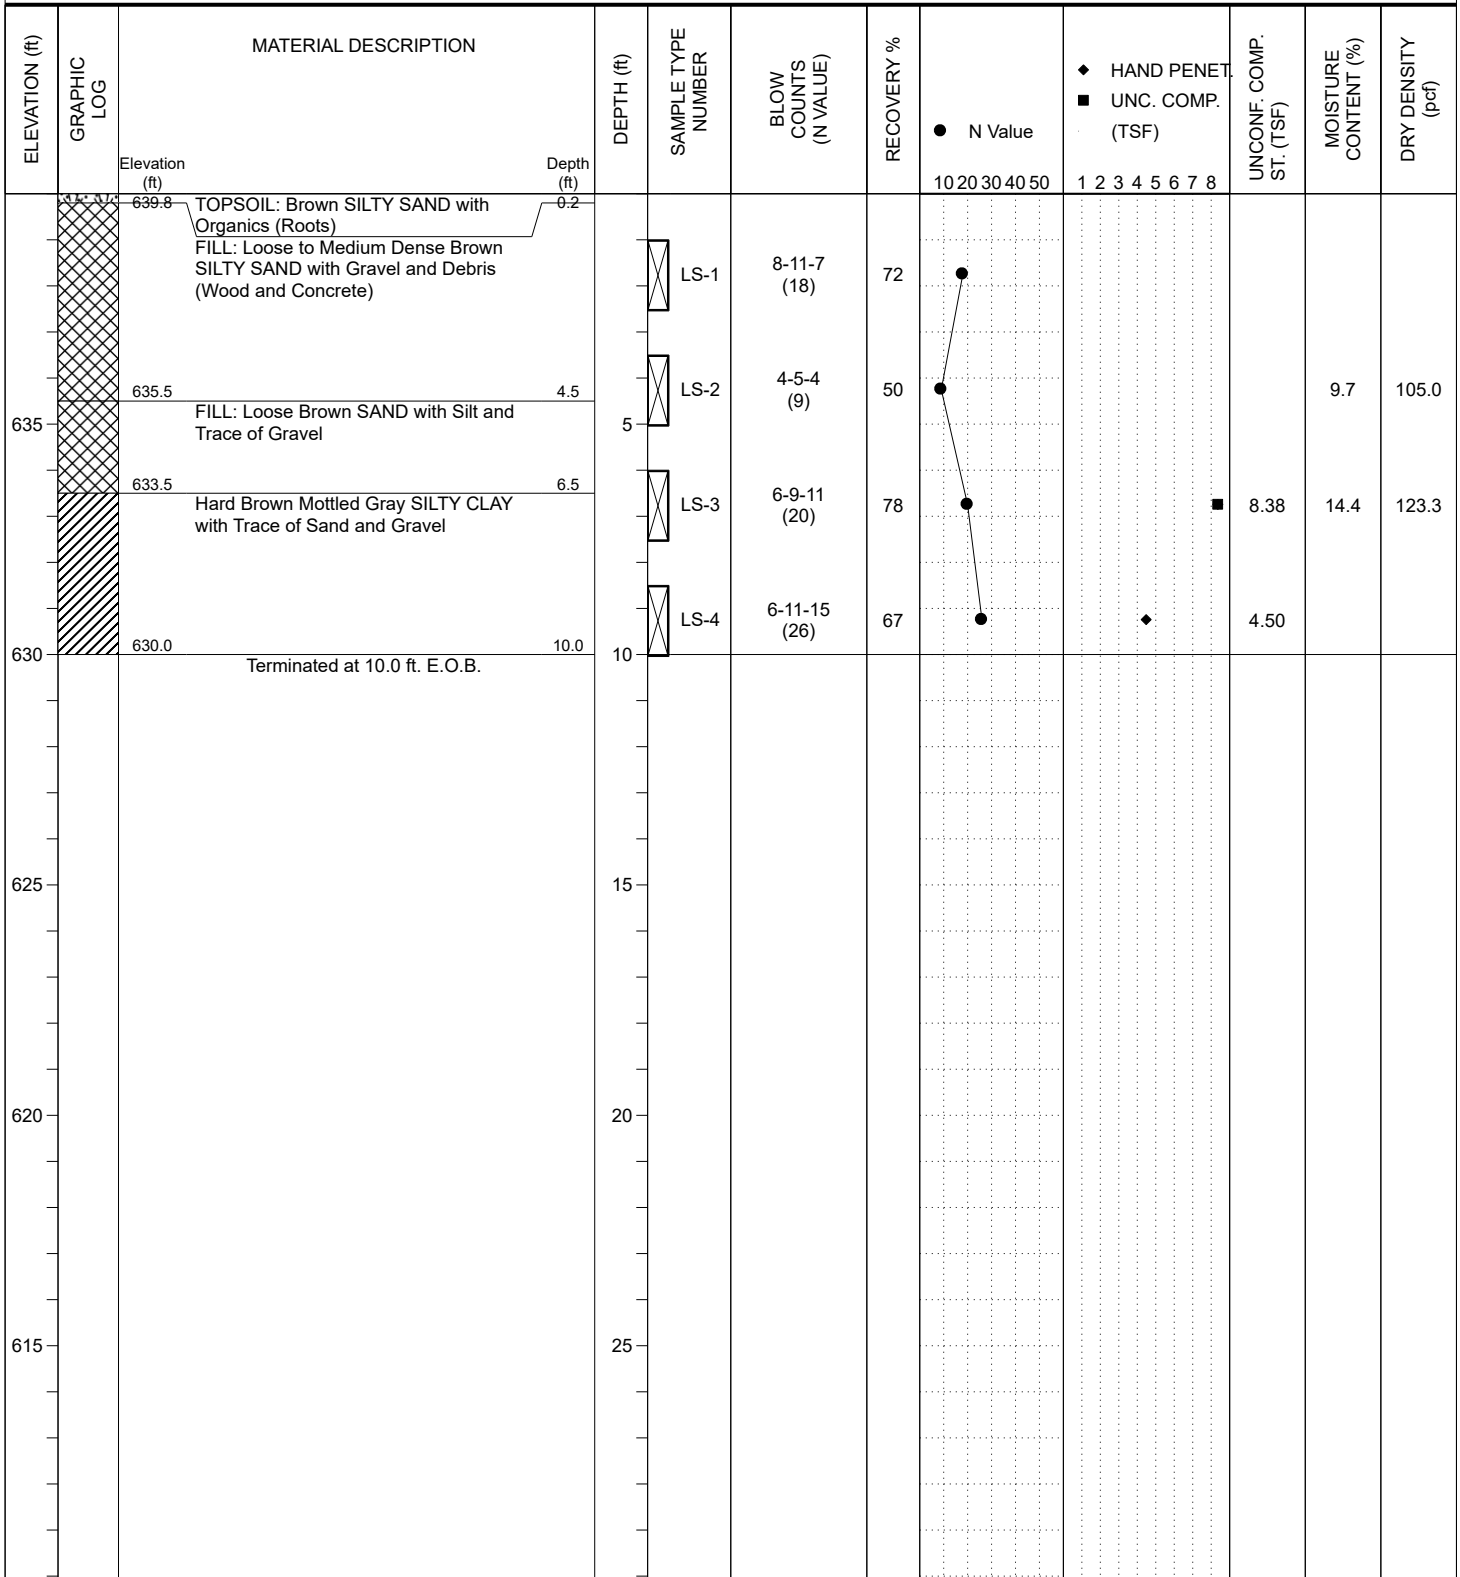 ELEVATION (ft)
GRAPHIC
LOG
MATERIAL DESCRIPTION
Elevation
(ft)
Depth
(ft)
DEPTH (ft)
SAMPLE TYPE
NUMBER
BLOW
COUNTS
(N VALUE)
RECOVERY %
N Value
10 20 30 40 50
HAND PENET.
UNC. COMP.
(TSF)
1 2 3 4 5 6 7 8
UNCONF. COMP.
ST. (TSF)
MOISTURE
CONTENT (%)
DRY DENSITY
(pcf)
639.8 TOPSOIL: Brown SILTY SAND with 0.2
Organics (Roots)
FILL: Loose to Medium Dense Brown
SILTY SAND with Gravel and Debris
(Wood and Concrete)
LS-1 8-11-7 72
(18)
635.5 4.5
LS-2 4-5-4 50 9.7 105.0
(9)
FILL: Loose Brown SAND with Silt and
Trace of Gravel
635 5
633.5 6.5
Hard Brown Mottled Gray SILTY CLAY
with Trace of Sand and Gravel
LS-3 6-9-11 78 8.38 14.4 123.3
(20)
LS-4 6-11-15 67 4.50
(26)
630.0 10.0
630 10
Terminated at 10.0 ft. E.O.B.
625 15
620 20
615 25